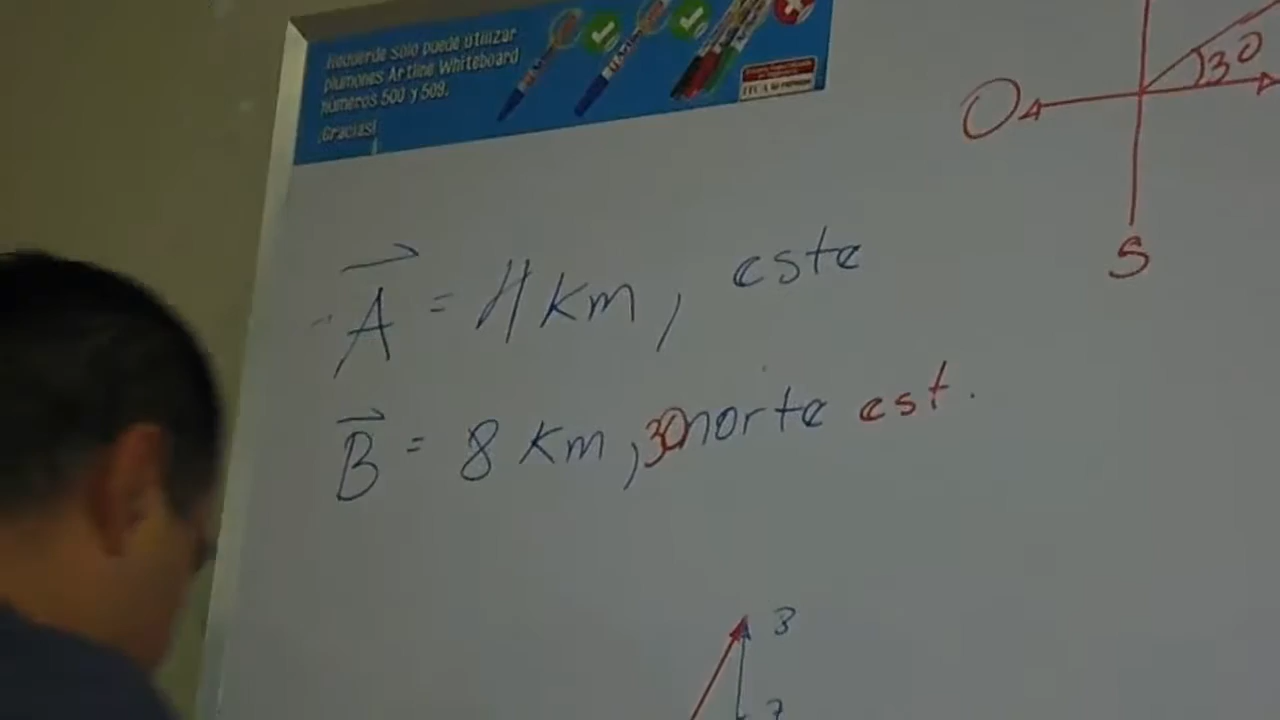 Recuerde solo puede utilizar
plumones Artline Whiteboard
números 500 y 509.
¡Gracias!
30
O
S
A = 4 km, este
B = 8 km, 30 norte est.
3